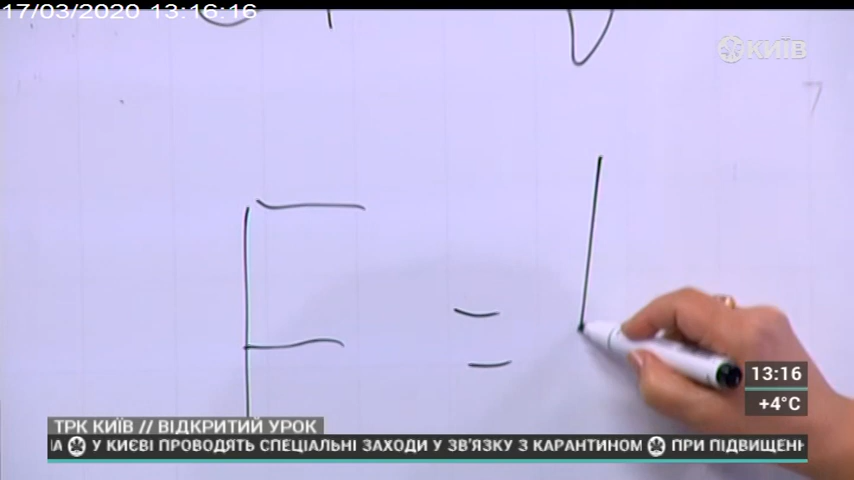 17/03/2020 13:16:16
КИЇВ
F =
13:16
+4°C
ТРК КИЇВ // ВІДКРИТИЙ УРОК
У КИЄВІ ПРОВОДЯТЬ СПЕЦІАЛЬНІ ЗАХОДИ У ЗВ'ЯЗКУ З КАРАНТИНОМ ПРИ